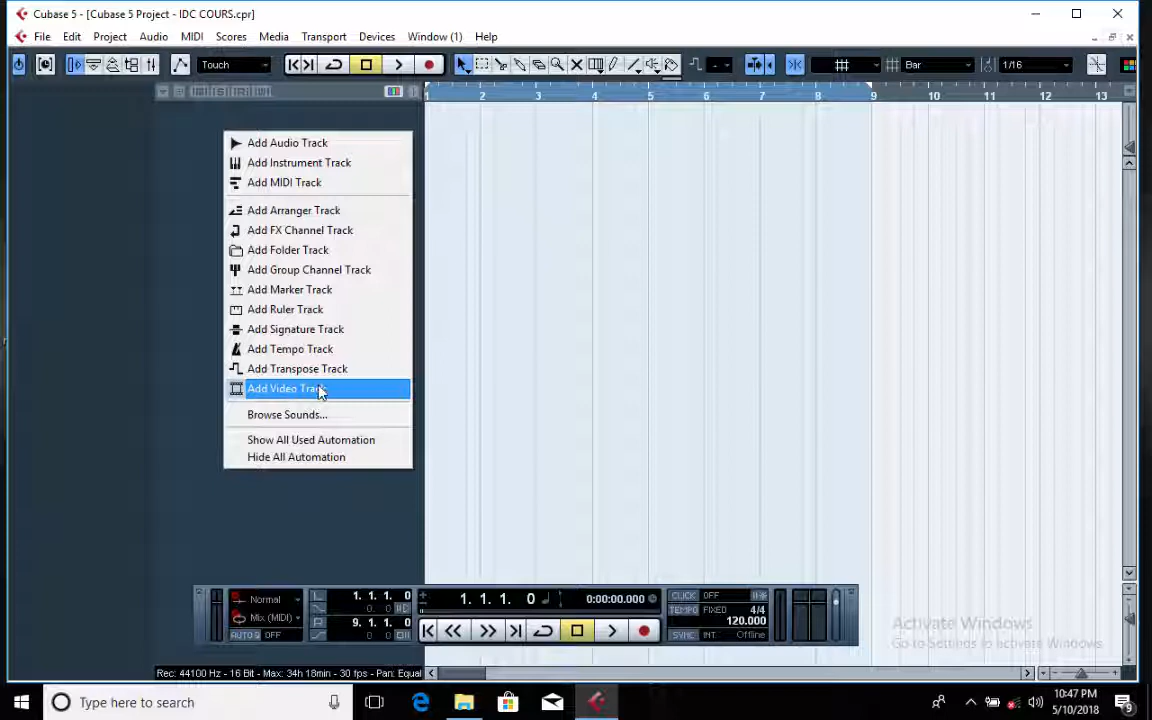 Cubase 5 - [Cubase 5 Project - IDC COURS.cpr]
File Edit Project Audio MIDI Scores Media Transport Devices Window (1) Help
Touch Bar 1/16
1 2 3 4 5 6 7 8 9 10 11 12 13
Add Audio Track
Add Instrument Track
Add MIDI Track
Add Arranger Track
Add FX Channel Track
Add Folder Track
Add Group Channel Track
Add Marker Track
Add Ruler Track
Add Signature Track
Add Tempo Track
Add Transpose Track
Add Video Track
Browse Sounds...
Show All Used Automation
Hide All Automation
Normal L 1. 1. 1. 0 1. 1. 1. 0 0:00:00.000 CLICK OFF
0. 0 TEMPO FIXED 4/4
Mix (MIDI) R 9. 1. 1. 0 120.000
AUTO Q OFF 0. 0 SYNC INT. Offline
Activate Windows
Go to Settings to activate Windows.
Rec: 44100 Hz - 16 Bit - Max: 34h 18min - 30 fps - Pan: Equal
Type here to search
10:47 PM
5/10/2018
9